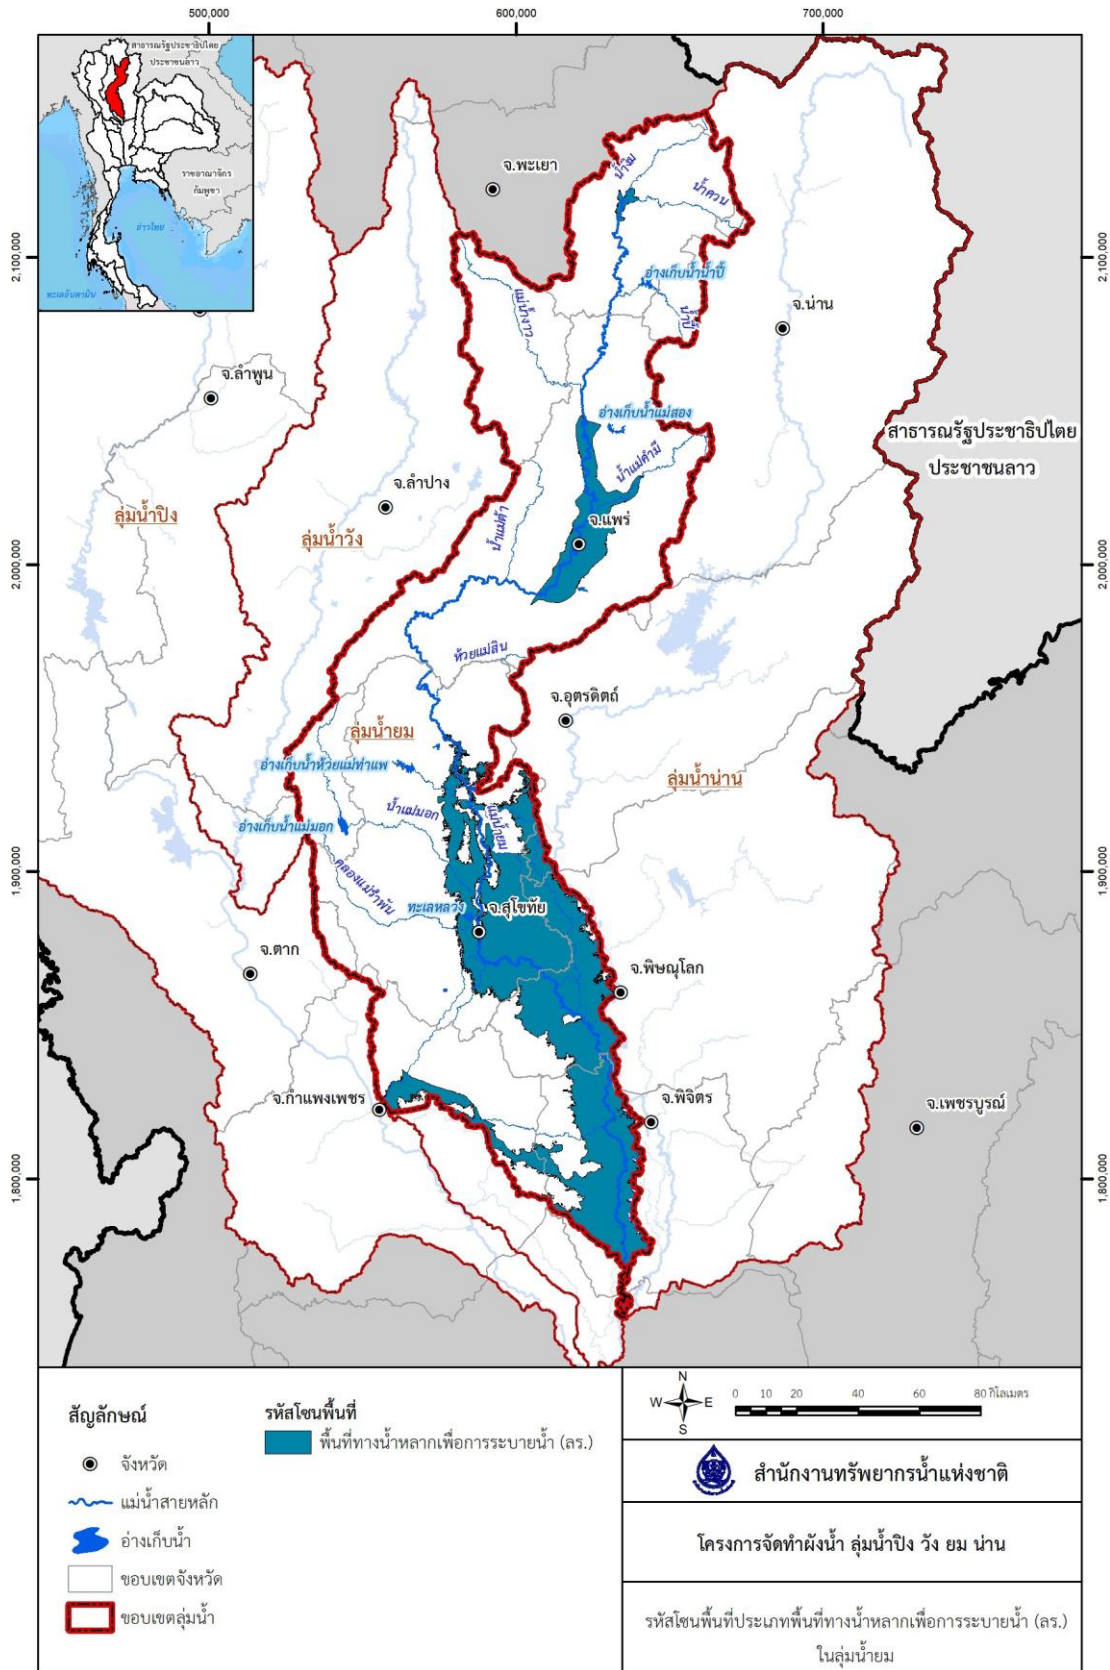 500,000
600,000
700,000
สาธารณรัฐประชาธิปไตย
ประชาชนลาว
ราชอาณาจักร
กัมพูชา
อ่าวไทย
ทะเลอันดามัน
2,100,000
2,100,000
2,000,000
2,000,000
1,900,000
1,900,000
1,800,000
1,800,000
จ.พะเยา
น้ำงิม
น้ำควน
อ่างเก็บน้ำน้ำปี้
น้ำปี้
แม่น้ำงาว
จ.น่าน
จ.ลำพูน
อ่างเก็บน้ำแม่สอง
สาธารณรัฐประชาธิปไตย
ประชาชนลาว
น้ำแม่คำมี
จ.ลำปาง
ลุ่มน้ำปิง
ลุ่มน้ำวัง
น้ำแม่ต้า
จ.แพร่
ห้วยแม่สิน
จ.อุตรดิตถ์
ลุ่มน้ำยม
อ่างเก็บน้ำห้วยแม่ท่าแพ
ลุ่มน้ำน่าน
น้ำแม่มอก
แม่น้ำยม
อ่างเก็บน้ำแม่มอก
คลองแม่รำพัน
ทะเลหลวง
จ.สุโขทัย
จ.ตาก
จ.พิษณุโลก
จ.กำแพงเพชร
จ.พิจิตร
จ.เพชรบูรณ์
สัญลักษณ์
จังหวัด
แม่น้ำสายหลัก
อ่างเก็บน้ำ
ขอบเขตจังหวัด
ขอบเขตลุ่มน้ำ
รหัสโซนพื้นที่
พื้นที่ทางน้ำหลากเพื่อการระบายน้ำ (ลร.)
N
W E
S
0 10 20 40 60 80 กิโลเมตร
สำนักงานทรัพยากรน้ำแห่งชาติ
โครงการจัดทำผังน้ำ ลุ่มน้ำปิง วัง ยม น่าน
รหัสโซนพื้นที่ประเภทพื้นที่ทางน้ำหลากเพื่อการระบายน้ำ (ลร.)
ในลุ่มน้ำยม